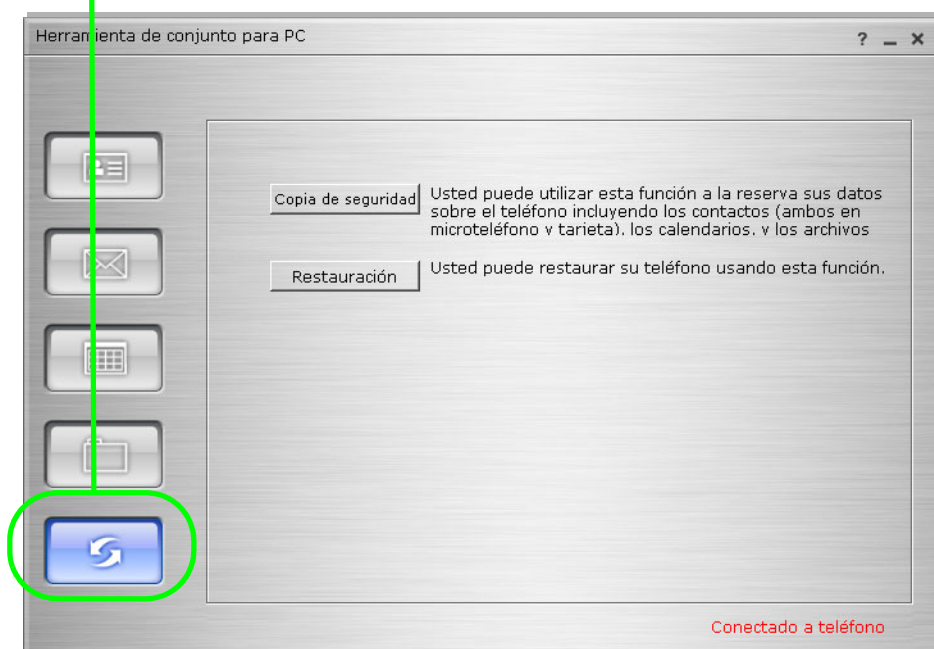 Herramienta de conjunto para PC
? _ ×
Copia de seguridad
Usted puede utilizar esta función a la reserva sus datos
sobre el teléfono incluyendo los contactos (ambos en
microteléfono y tarjeta), los calendarios, y los archivos
Restauración
Usted puede restaurar su teléfono usando esta función.
Conectado a teléfono